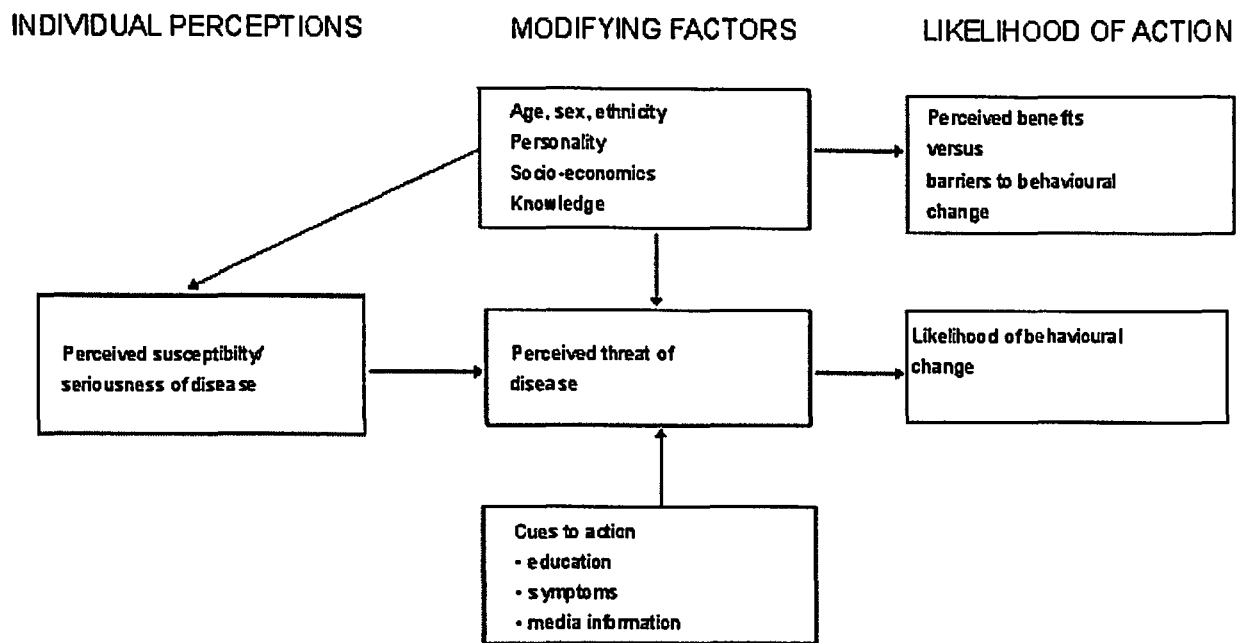 INDIVIDUAL PERCEPTIONS
MODIFYING FACTORS
LIKELIHOOD OF ACTION
Age, sex, ethnicity
Personality
Socio-economics
Knowledge
Perceived benefits
versus
barriers to behavioural
change
Perceived susceptibilty/
seriousness of disease
Perceived threat of
disease
Likelihood of behavioural
change
Cues to action
• education
• symptoms
• media information